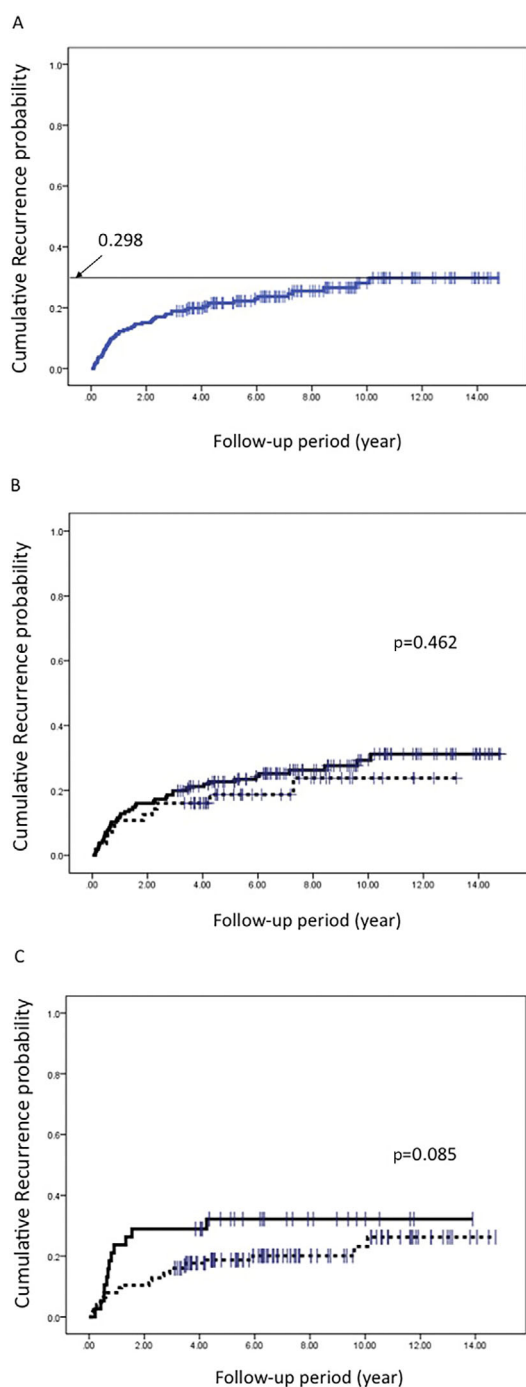 A
Cumulative Recurrence probability
1.0
0.8
0.6
0.4
0.2
0.0
0.298
.00 2.00 4.00 6.00 8.00 10.00 12.00 14.00
Follow-up period (year)
B
Cumulative Recurrence probability
1.0
0.8
0.6
0.4
0.2
0.0
p=0.462
.00 2.00 4.00 6.00 8.00 10.00 12.00 14.00
Follow-up period (year)
C
Cumulative Recurrence probability
1.0
0.8
0.6
0.4
0.2
0.0
p=0.085
.00 2.00 4.00 6.00 8.00 10.00 12.00 14.00
Follow-up period (year)